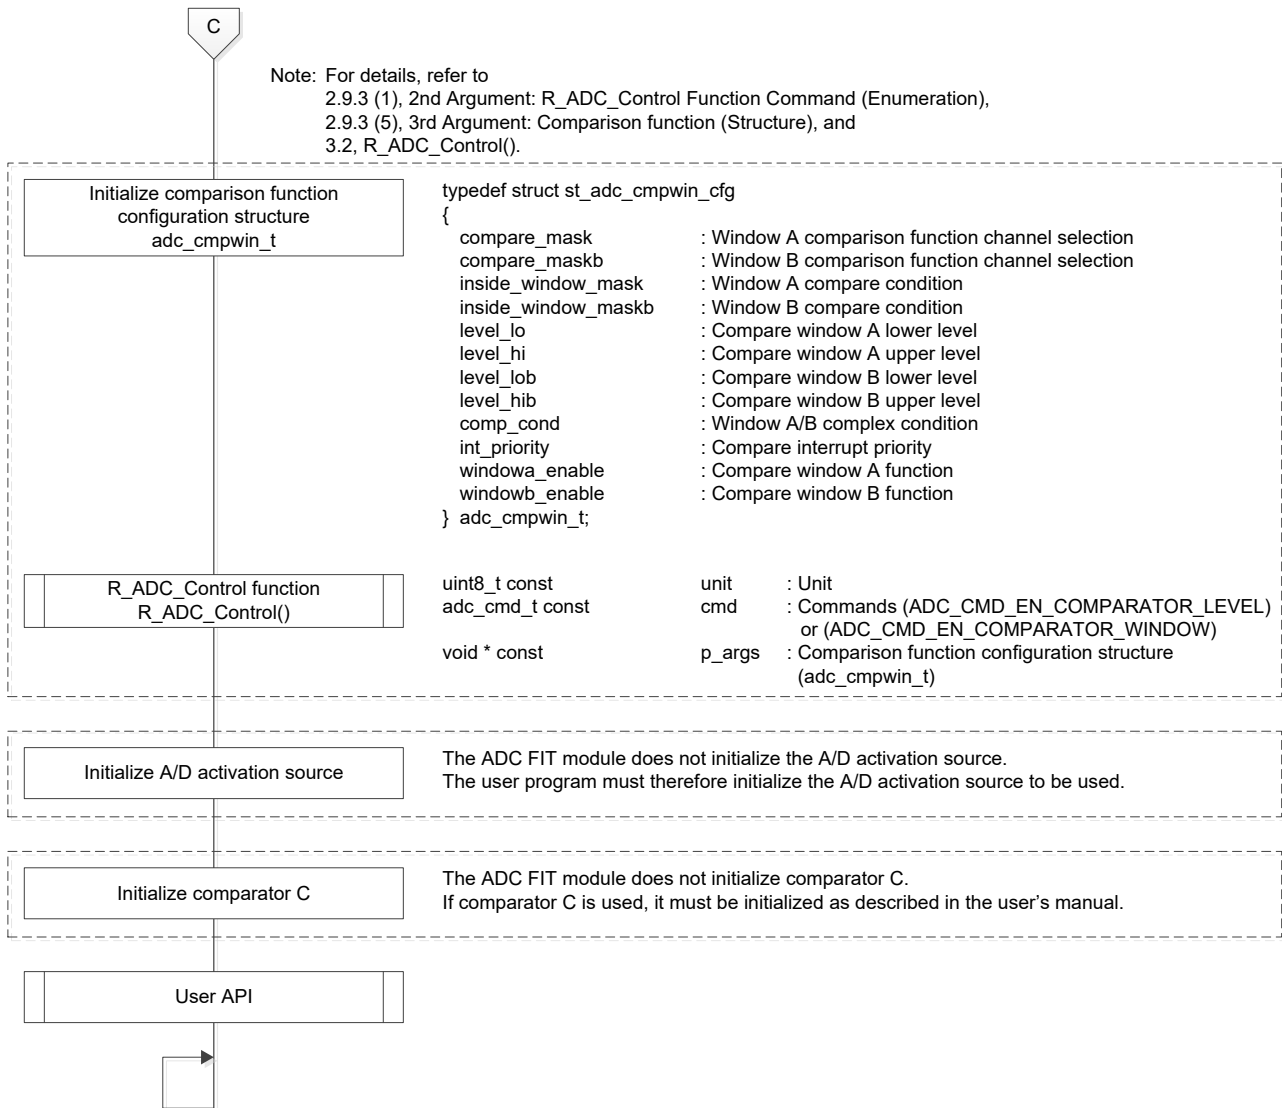 C
Note: For details, refer to
2.9.3 (1), 2nd Argument: R_ADC_Control Function Command (Enumeration),
2.9.3 (5), 3rd Argument: Comparison function (Structure), and
3.2, R_ADC_Control().
Initialize comparison function
configuration structure
adc_cmpwin_t
typedef struct st_adc_cmpwin_cfg
{
compare_mask : Window A comparison function channel selection
compare_maskb : Window B comparison function channel selection
inside_window_mask : Window A compare condition
inside_window_maskb : Window B compare condition
level_lo : Compare window A lower level
level_hi : Compare window A upper level
level_lob : Compare window B lower level
level_hib : Compare window B upper level
comp_cond : Window A/B complex condition
int_priority : Compare interrupt priority
windowa_enable : Compare window A function
windowb_enable : Compare window B function
} adc_cmpwin_t;
R_ADC_Control function
R_ADC_Control()
uint8_t const unit : Unit
adc_cmd_t const cmd : Commands (ADC_CMD_EN_COMPARATOR_LEVEL)
or (ADC_CMD_EN_COMPARATOR_WINDOW)
void * const p_args : Comparison function configuration structure
(adc_cmpwin_t)
Initialize A/D activation source
The ADC FIT module does not initialize the A/D activation source.
The user program must therefore initialize the A/D activation source to be used.
Initialize comparator C
The ADC FIT module does not initialize comparator C.
If comparator C is used, it must be initialized as described in the user's manual.
User API